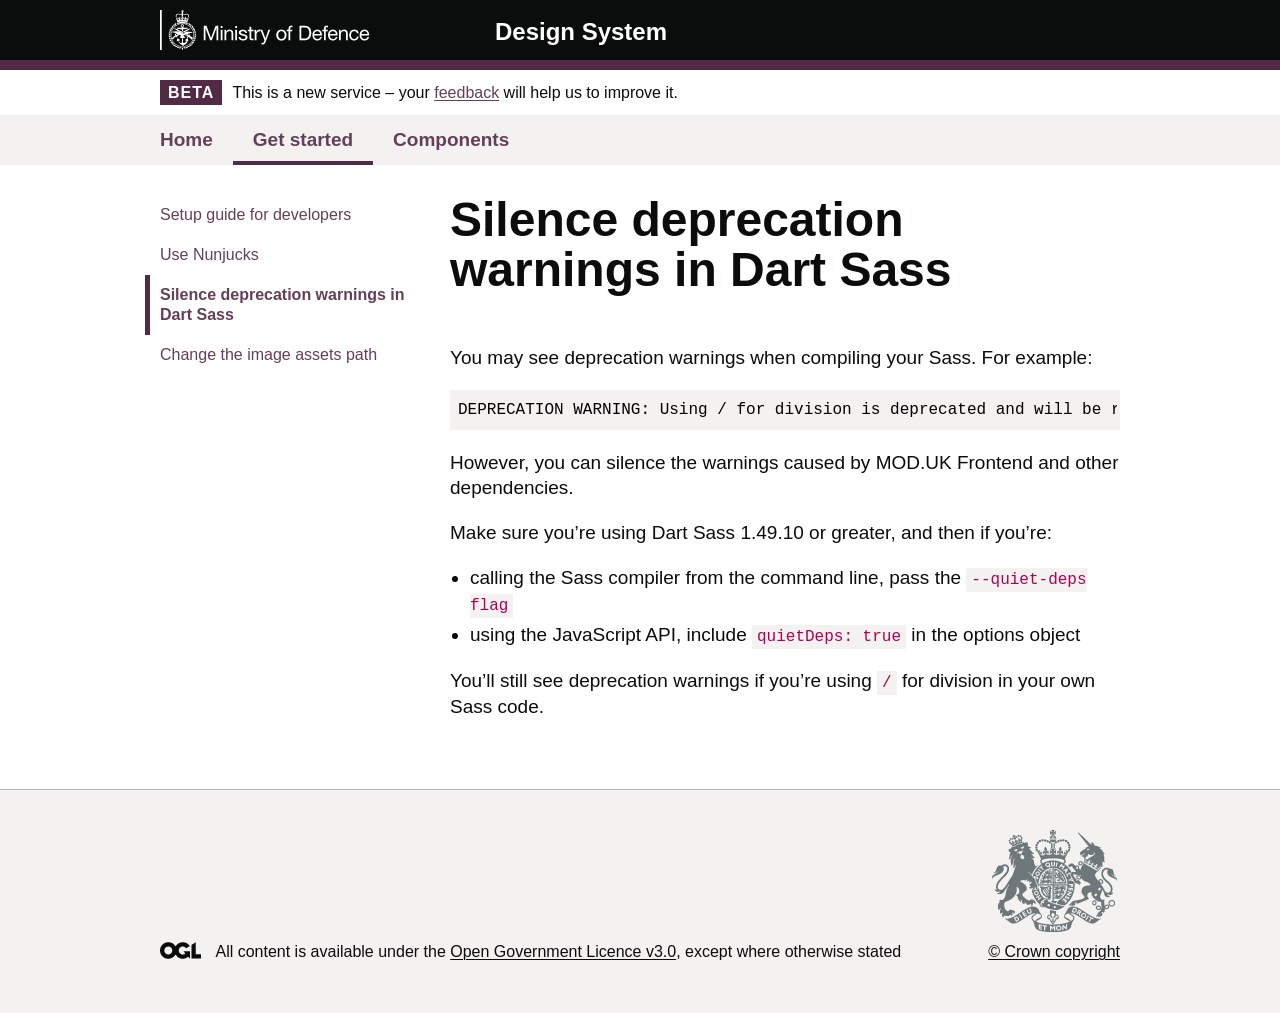 Ministry of Defence
Design System
BETA This is a new service – your feedback will help us to improve it.
Home Get started Components
Setup guide for developers
Use Nunjucks
Silence deprecation warnings in
Dart Sass
Change the image assets path
Silence deprecation
warnings in Dart Sass
You may see deprecation warnings when compiling your Sass. For example:
DEPRECATION WARNING: Using / for division is deprecated and will be
However, you can silence the warnings caused by MOD.UK Frontend and other
dependencies.
Make sure you’re using Dart Sass 1.49.10 or greater, and then if you’re:
• calling the Sass compiler from the command line, pass the --quiet-deps
flag
• using the JavaScript API, include quietDeps: true in the options object
You’ll still see deprecation warnings if you’re using / for division in your own
Sass code.
OGL All content is available under the Open Government Licence v3.0, except where otherwise stated
© Crown copyright